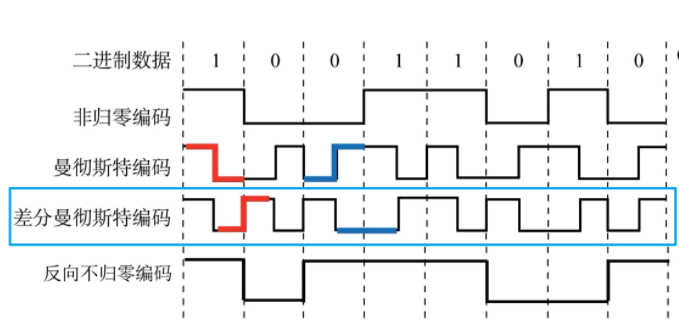 二进制数据 1 0 0 1 1 0 1 0
非归零编码
曼彻斯特编码
差分曼彻斯特编码
反向不归零编码